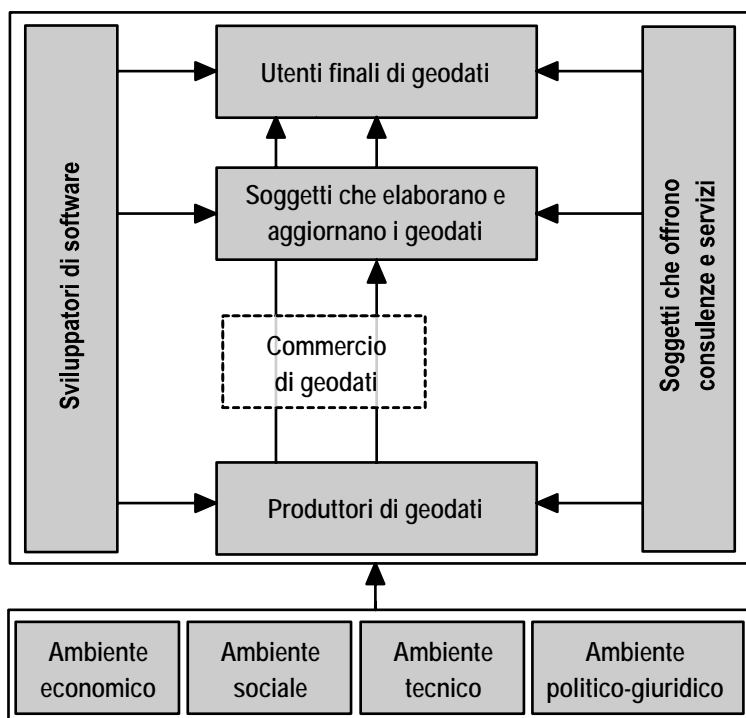 Utenti finali di geodati
Sviluppatori di software
Soggetti che elaborano e
aggiornano i geodati
Soggetti che offrono
consulenze e servizi
Commercio
di geodati
Produttori di geodati
Ambiente
economico
Ambiente
sociale
Ambiente
tecnico
Ambiente
politico-giuridico